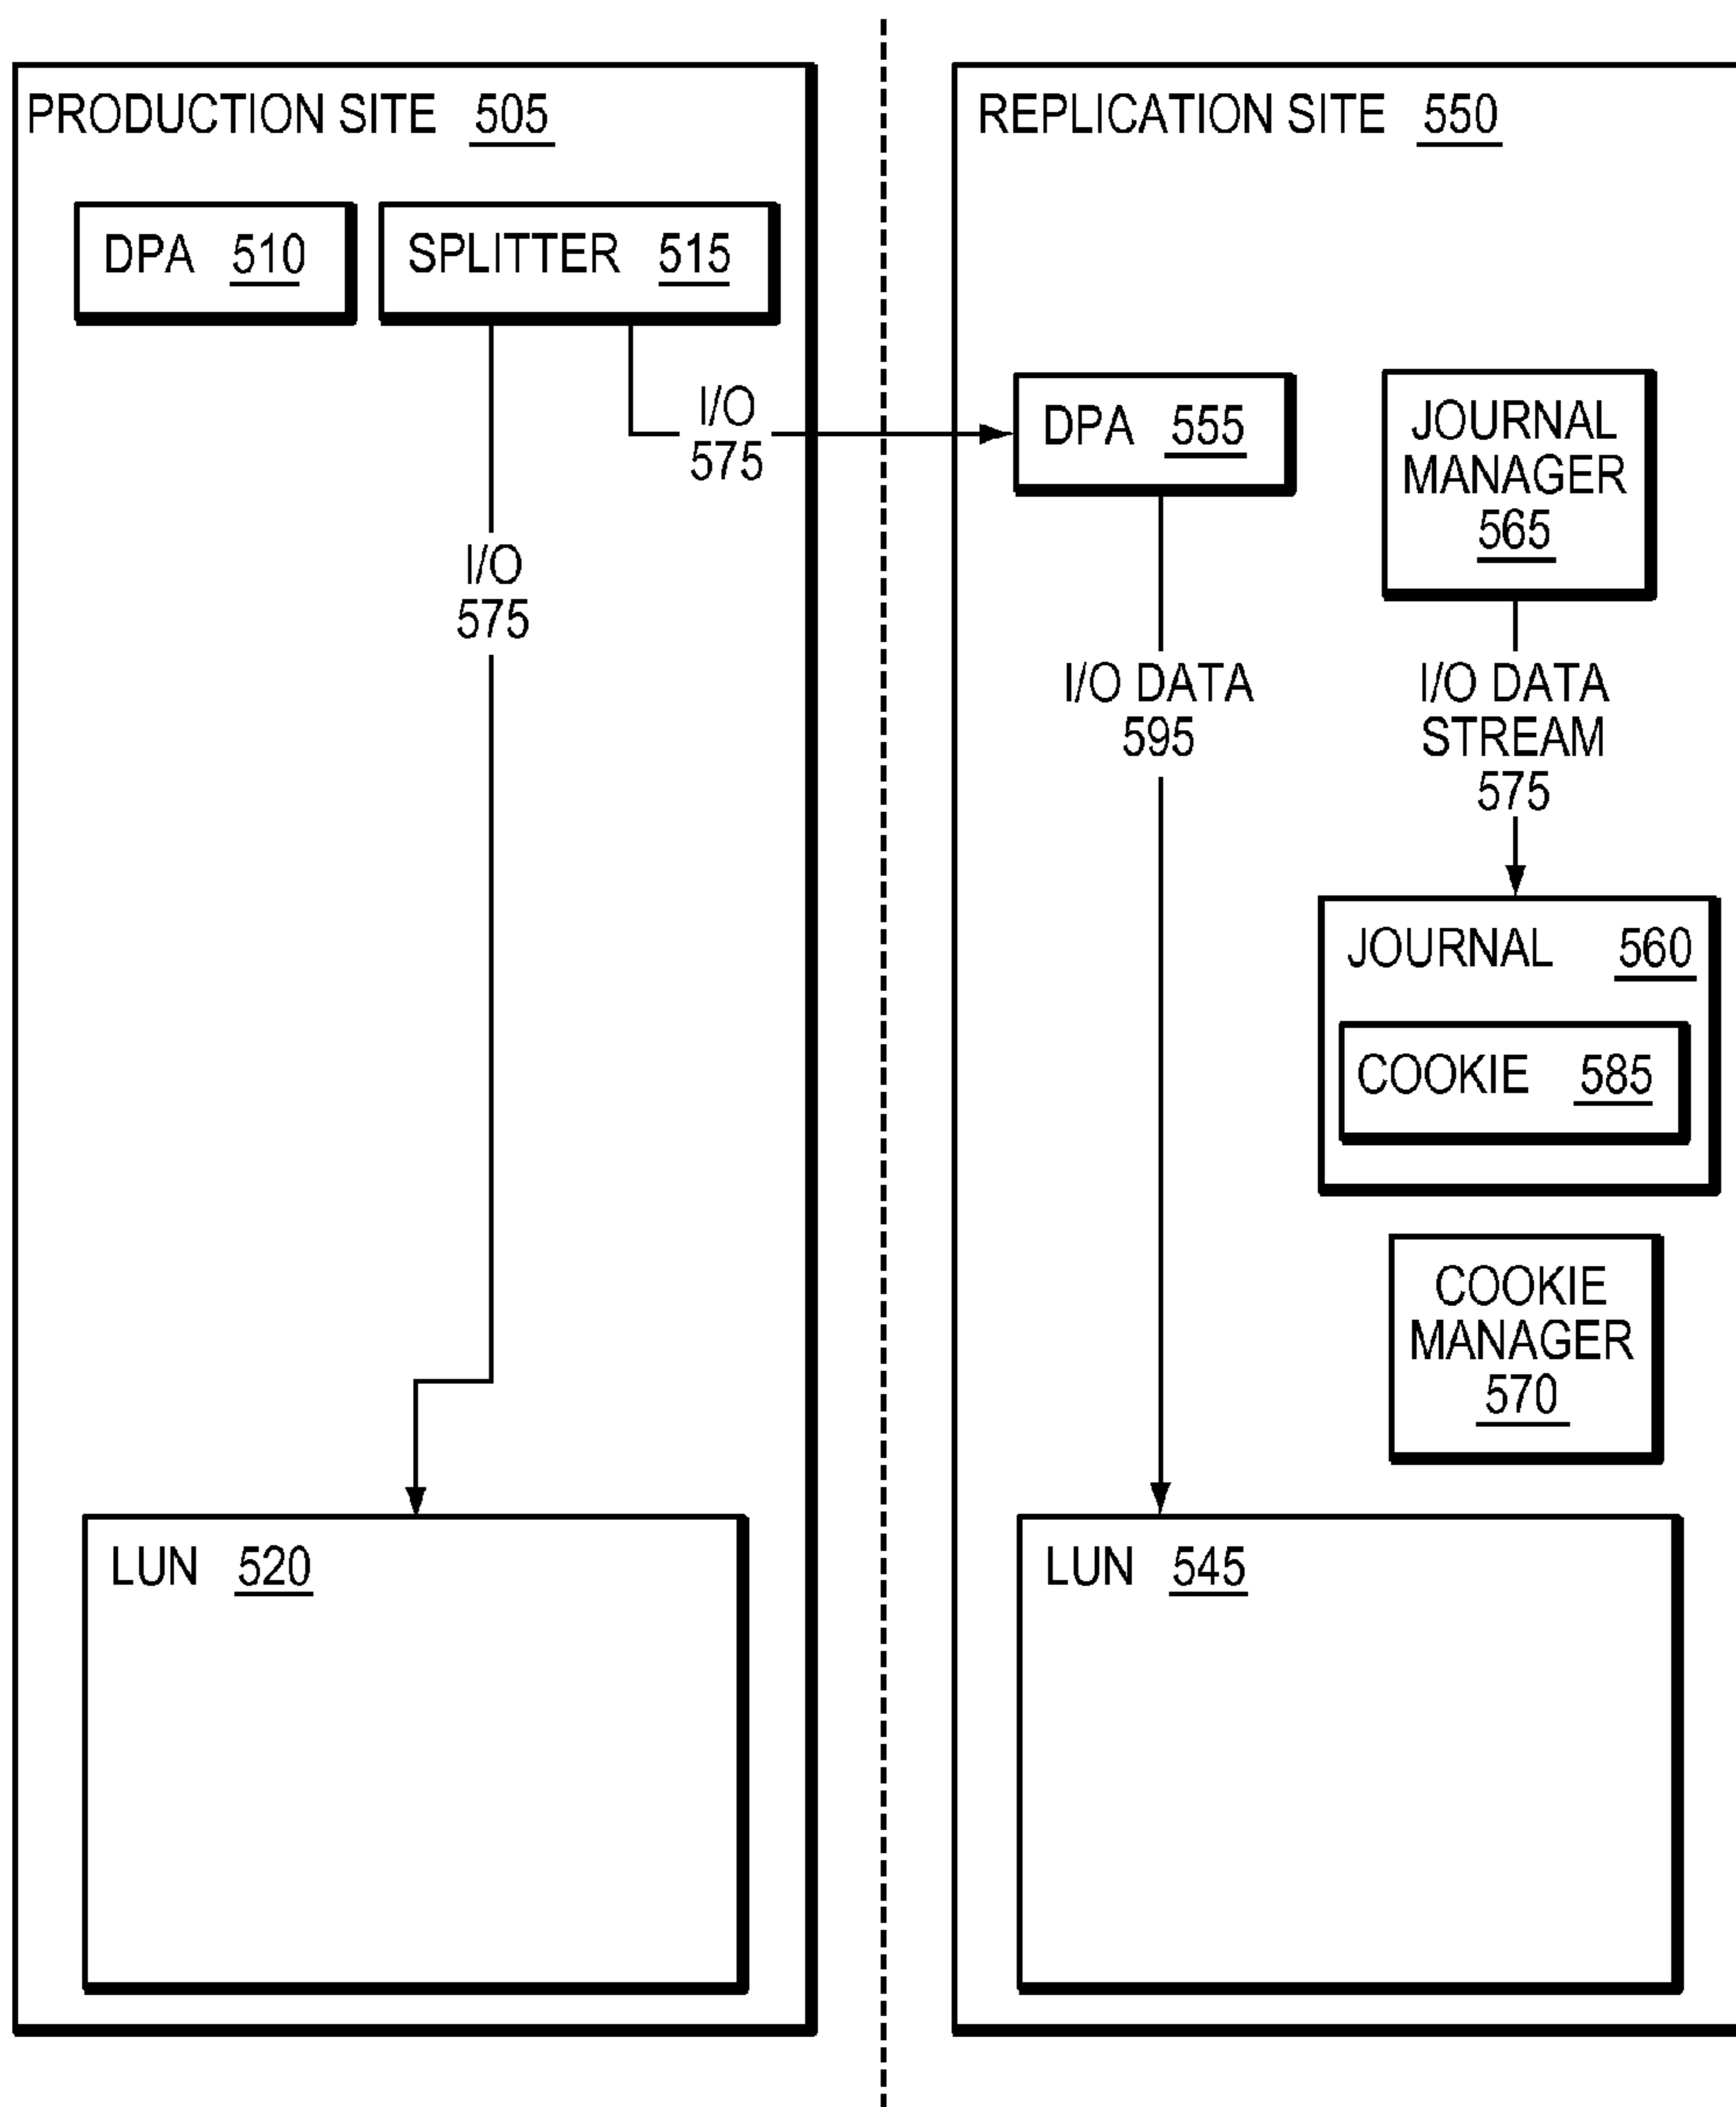 PRODUCTION SITE 505
DPA 510
SPLITTER 515
I/O
575
I/O
575
LUN 520
REPLICATION SITE 550
DPA 555
JOURNAL
MANAGER
565
I/O DATA
595
I/O DATA
STREAM
575
JOURNAL 560
COOKIE 585
COOKIE
MANAGER
570
LUN 545